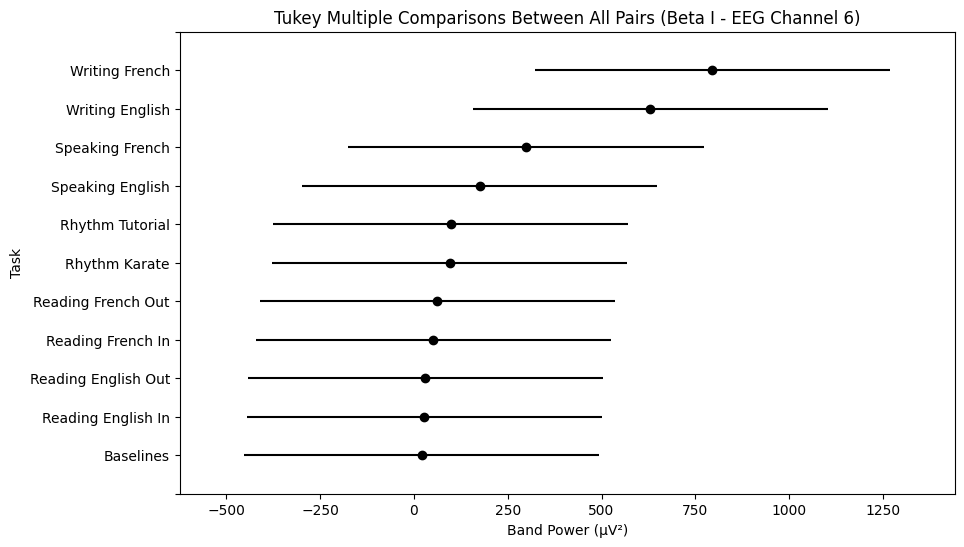 Tukey Multiple Comparisons Between All Pairs (Beta I - EEG Channel 6)
Writing French
Writing English
Speaking French
Speaking English
Rhythm Tutorial
Rhythm Karate
Reading French Out
Reading French In
Reading English Out
Reading English In
Baselines
Task
−500 −250 0 250 500 750 1000 1250
Band Power (μV²)